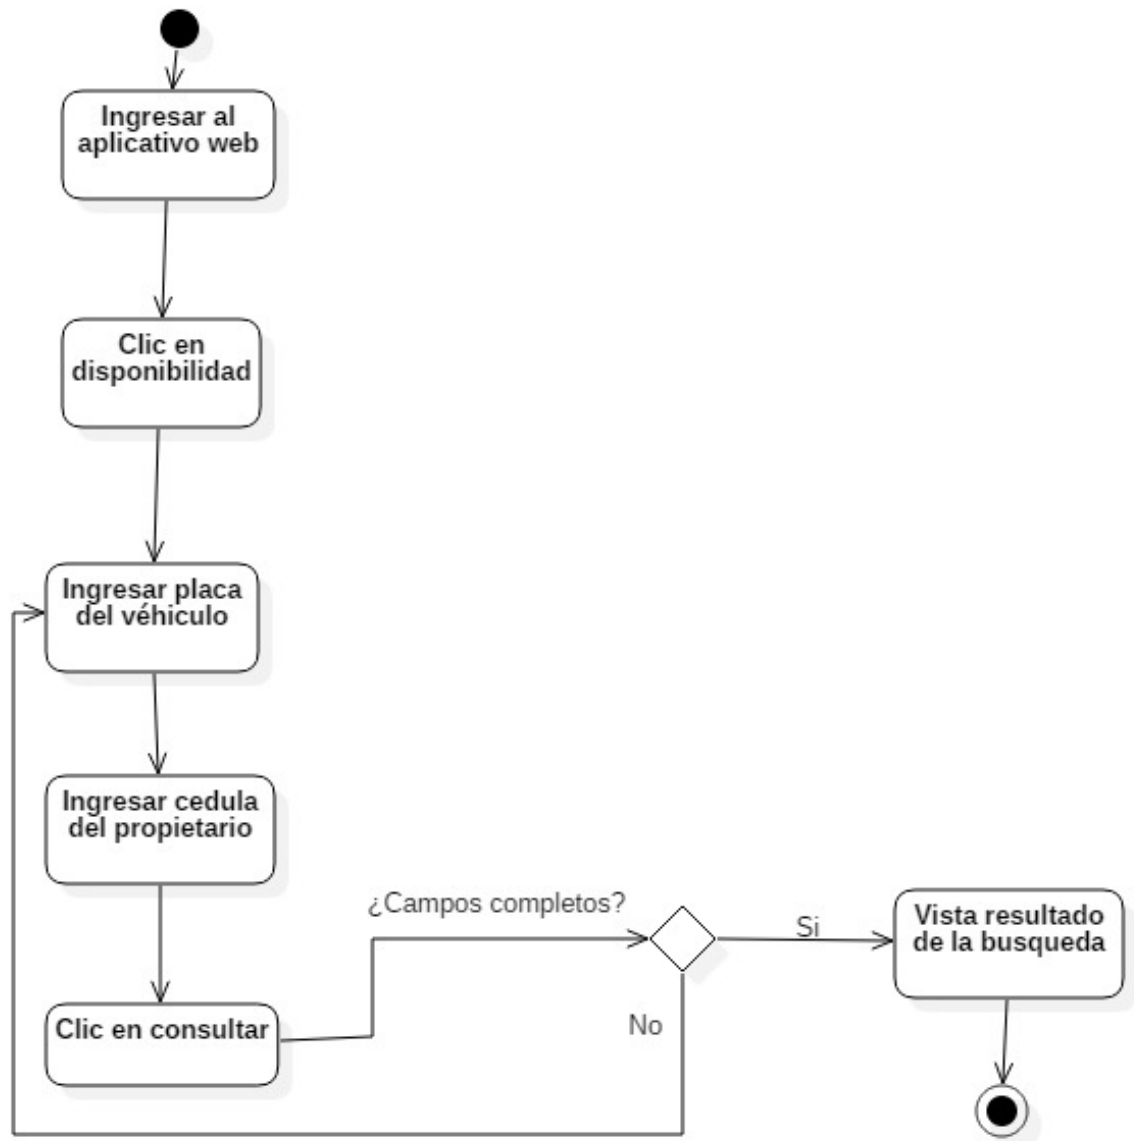 Ingresar al
aplicativo web
Clic en
disponibilidad
Ingresar placa
del véhiculo
Ingresar cedula
del propietario
Clic en consultar
¿Campos completos?
Si
No
Vista resultado
de la busqueda